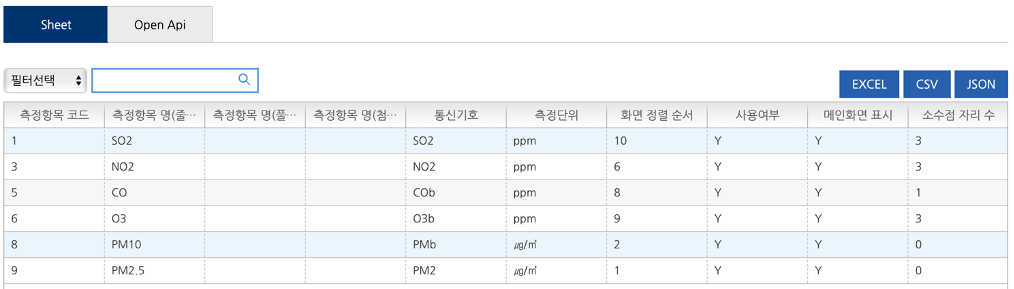 Sheet Open Api
필터선택 EXCEL CSV JSON
측정항목 코드 측정항목 명(줄… 측정항목 명(풀… 측정항목 명(첨… 통신기호 측정단위 화면 정렬 순서 사용여부 메인화면 표시 소수점 자리 수
1 SO2 SO2 ppm 10 Y Y 3
3 NO2 NO2 ppm 6 Y Y 3
5 CO COb ppm 8 Y Y 1
6 O3 O3b ppm 9 Y Y 3
8 PM10 PMb ㎍/㎥ 2 Y Y 0
9 PM2.5 PM2 ㎍/㎥ 1 Y Y 0